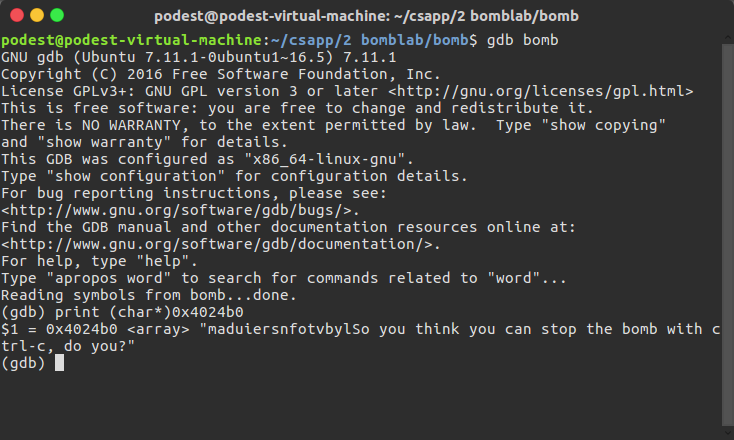 podest@podest-virtual-machine: ~/csapp/2 bomblab/bomb
podest@podest-virtual-machine:~/csapp/2 bomblab/bomb$ gdb bomb
GNU gdb (Ubuntu 7.11.1-0ubuntu1~16.5) 7.11.1
Copyright (C) 2016 Free Software Foundation, Inc.
License GPLv3+: GNU GPL version 3 or later <http://gnu.org/licenses/gpl.html>
This is free software: you are free to change and redistribute it.
There is NO WARRANTY, to the extent permitted by law.  Type "show copying"
and "show warranty" for details.
This GDB was configured as "x86_64-linux-gnu".
Type "show configuration" for configuration details.
For bug reporting instructions, please see:
<http://www.gnu.org/software/gdb/bugs/>.
Find the GDB manual and other documentation resources online at:
<http://www.gnu.org/software/gdb/documentation/>.
For help, type "help".
Type "apropos word" to search for commands related to "word"...
Reading symbols from bomb...done.
(gdb) print (char*)0x4024b0
$1 = 0x4024b0 <array> "maduiersnfotvbylSo you think you can stop the bomb with c
trl-c, do you?"
(gdb)